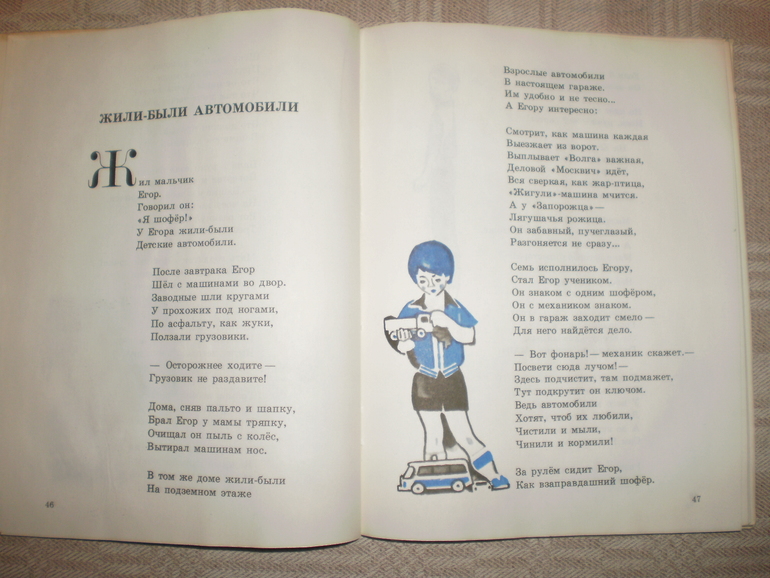 ЖИЛИ-БЫЛИ АВТОМОБИЛИ
Жил мальчик
Егор.
Говорил он:
«Я шофёр!»
У Егора жили-были
Детские автомобили.
После завтрака Егор
Шёл с машинами во двор.
Заводные шли кругами
У прохожих под ногами,
По асфальту, как жуки,
Ползали грузовики.
— Осторожнее ходите —
Грузовик не раздавите!
Дома, сняв пальто и шапку,
Брал Егор у мамы тряпку,
Очищал он пыль с колёс,
Вытирал машинам нос.
В том же доме жили-были
На подземном этаже
46
Взрослые автомобили
В настоящем гараже.
Им удобно и не тесно...
А Егору интересно:
Смотрит, как машина каждая
Выезжает из ворот.
Выплывает «Волга» важная,
Деловой «Москвич» идёт,
Вся сверкая, как жар-птица,
«Жигули»-машина мчится.
А у «Запорожца» —
Лягушачья рожица.
Он забавный, пучеглазый,
Разгоняется не сразу...
Семь исполнилось Егору,
Стал Егор учеником.
Он знаком с одним шофёром,
Он с механиком знаком.
Он в гараж заходит смело —
Для него найдётся дело.
— Вот фонарь! — механик скажет. —
Посвети сюда лучом! —
Здесь подчистит, там подмажет,
Тут подкрутит он ключом.
Ведь автомобили
Хотят, чтоб их любили,
Чистили и мыли,
Чинили и кормили!
За рулём сидит Егор,
Как взаправдашний шофёр.
47